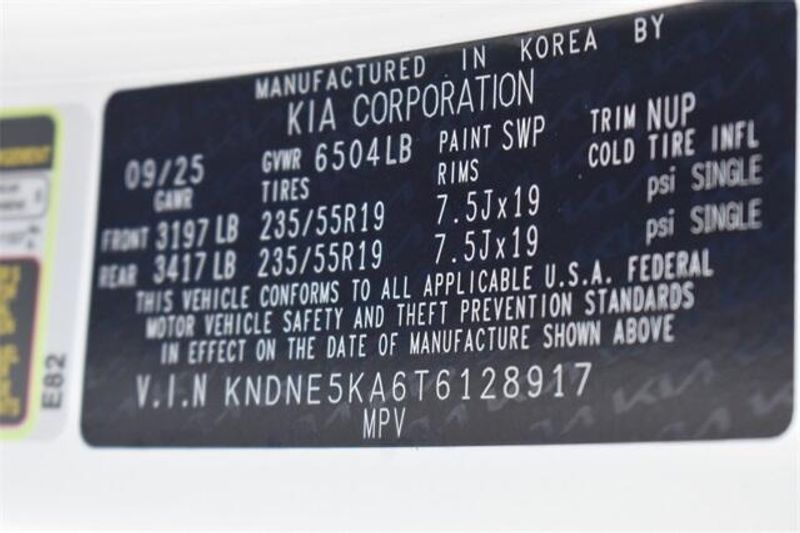 MANUFACTURED IN KOREA BY
KIA CORPORATION
09/25 GVWR 6504LB PAINT SWP TRIM NUP
GAWR TIRES RIMS COLD TIRE INFL
FRONT 3197 LB 235/55R19 7.5Jx19 psi SINGLE
REAR 3417 LB 235/55R19 7.5Jx19 psi SINGLE
THIS VEHICLE CONFORMS TO ALL APPLICABLE U.S.A. FEDERAL
MOTOR VEHICLE SAFETY AND THEFT PREVENTION STANDARDS
IN EFFECT ON THE DATE OF MANUFACTURE SHOWN ABOVE
V.I.N KNDNE5KA6T6128917
MPV
E82